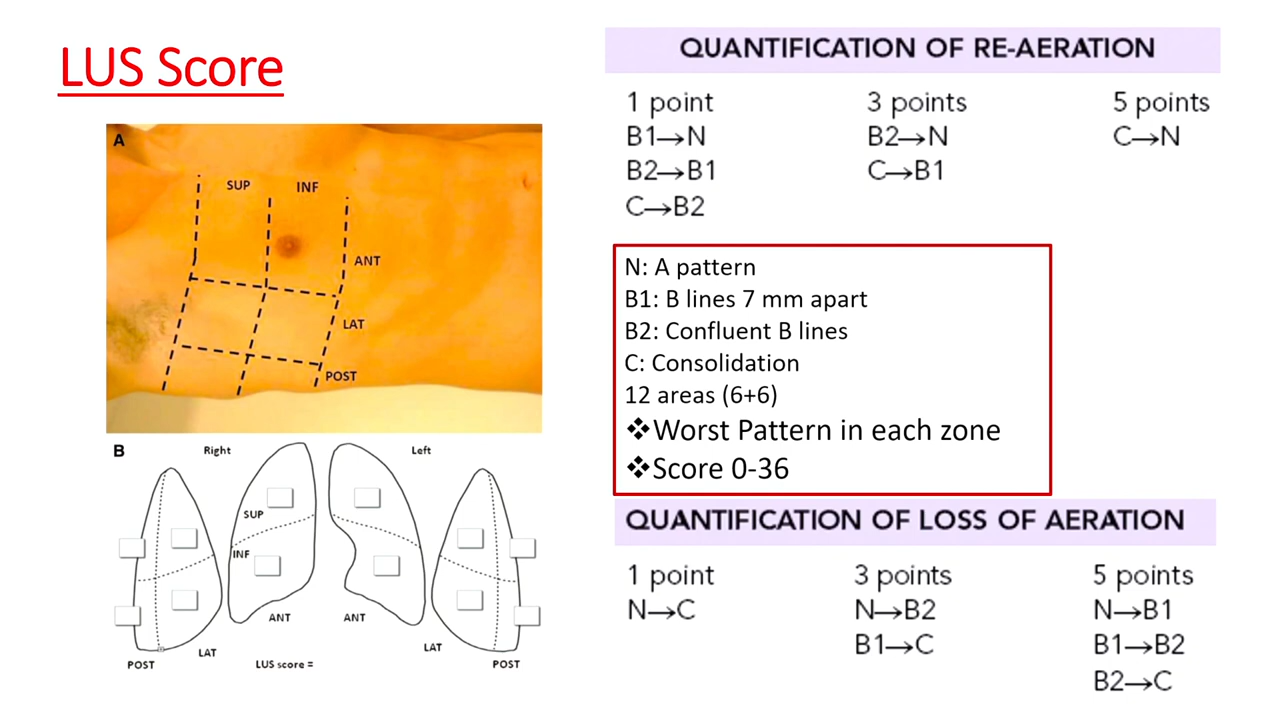 LUS Score
A
SUP
INF
ANT
LAT
POST
B
Right
Left
SUP
INF
ANT
ANT
LAT
LAT
POST
POST
LUS score =
QUANTIFICATION OF RE-AERATION
1 point
3 points
5 points
B1→N
B2→N
C→N
B2→B1
C→B1
C→B2
N: A pattern
B1: B lines 7 mm apart
B2: Confluent B lines
C: Consolidation
12 areas (6+6)
❖Worst Pattern in each zone
❖Score 0-36
QUANTIFICATION OF LOSS OF AERATION
1 point
3 points
5 points
N→C
N→B2
N→B1
B1→C
B1→B2
B2→C